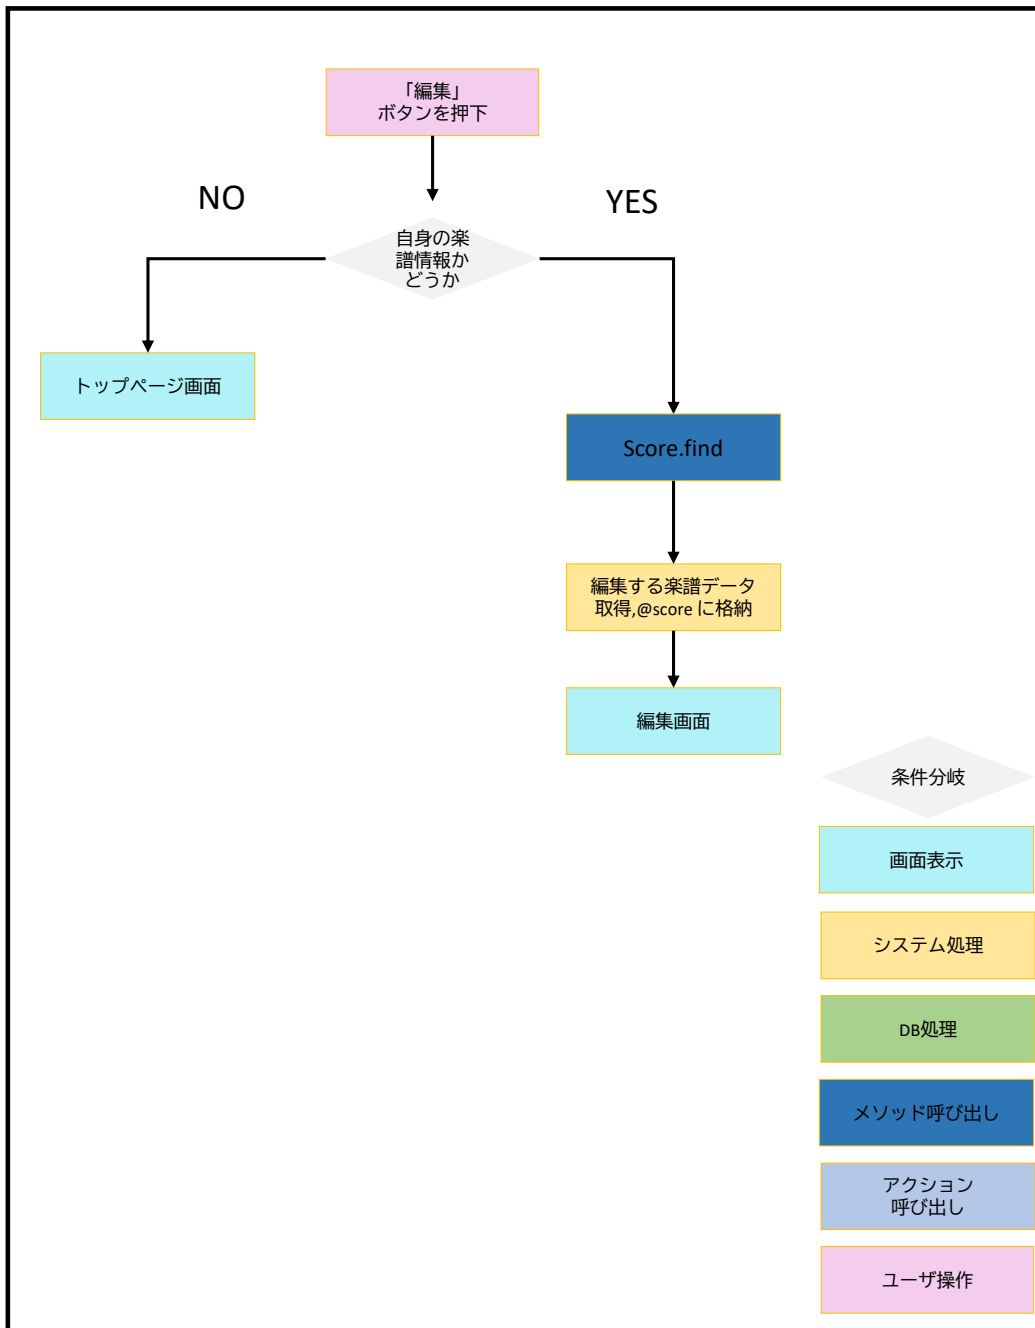 「編集」
ボタンを押下
NO
YES
自身の楽
譜情報か
どうか
トップページ画面
Score.find
編集する楽譜データ
取得,@score に格納
編集画面
条件分岐
画面表示
システム処理
DB処理
メソッド呼び出し
アクション
呼び出し
ユーザ操作